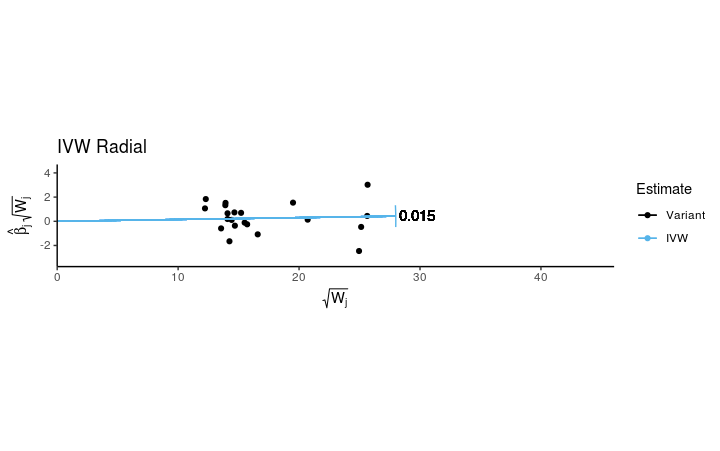 IVW Radial
4
2
0
-2
β̂ⱼ√Wⱼ
0.015
0 10 20 30 40
√Wⱼ
Estimate
Variant
IVW